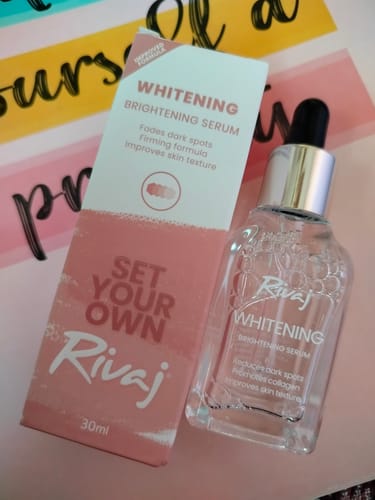 ourself a
IMPROVED
FORMULA
WHITENING
BRIGHTENING SERUM
Fades dark spots
Firming formula
Improves skin texture
SET
YOUR
OWN
Rivaj
30ml
Rivaj
WHITENING
BRIGHTENING SERUM
Reduces dark spots
Promotes collagen
Improves skin texture